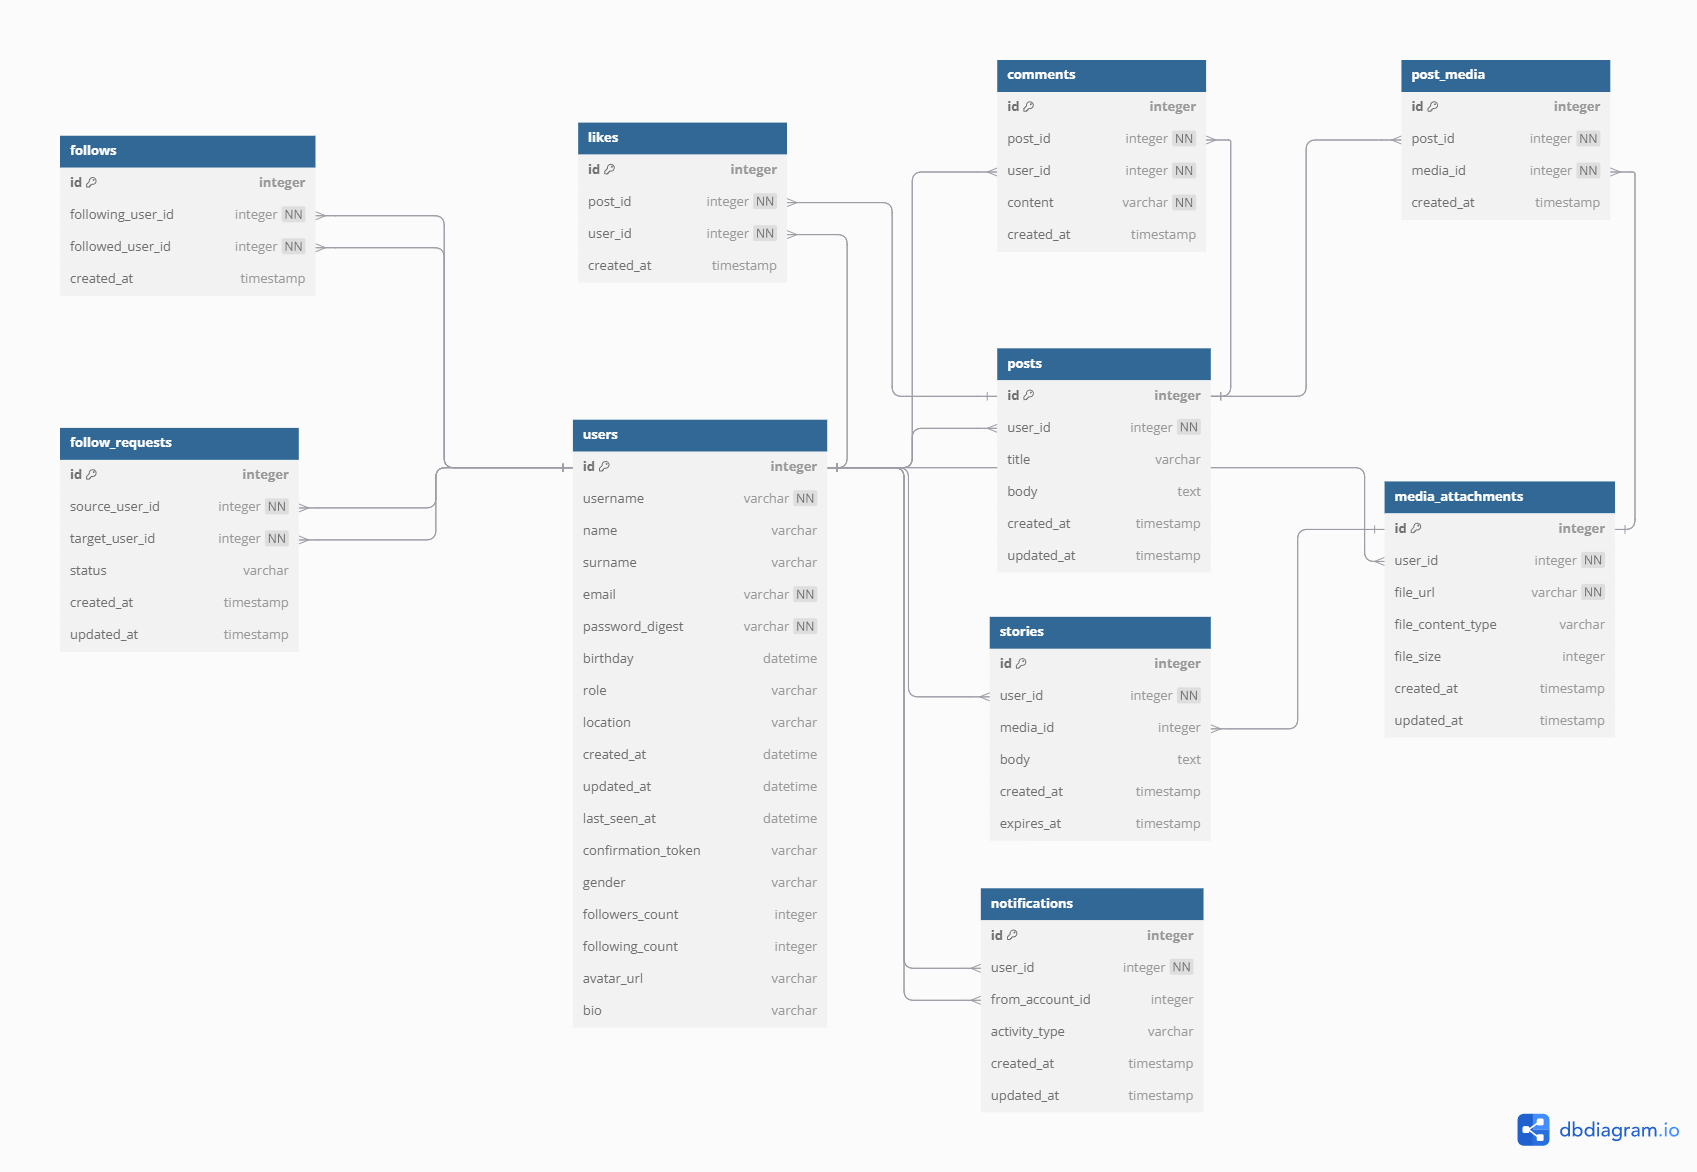 follows
id integer
following_user_id integer NN
followed_user_id integer NN
created_at timestamp
follow_requests
id integer
source_user_id integer NN
target_user_id integer NN
status varchar
created_at timestamp
updated_at timestamp
likes
id integer
post_id integer NN
user_id integer NN
created_at timestamp
users
id integer
username varchar NN
name varchar
surname varchar
email varchar NN
password_digest varchar NN
birthday datetime
role varchar
location varchar
created_at datetime
updated_at datetime
last_seen_at datetime
confirmation_token varchar
gender varchar
followers_count integer
following_count integer
avatar_url varchar
bio varchar
comments
id integer
post_id integer NN
user_id integer NN
content varchar NN
created_at timestamp
posts
id integer
user_id integer NN
title varchar
body text
created_at timestamp
updated_at timestamp
stories
id integer
user_id integer NN
media_id integer
body text
created_at timestamp
expires_at timestamp
notifications
id integer
user_id integer NN
from_account_id integer
activity_type varchar
created_at timestamp
updated_at timestamp
post_media
id integer
post_id integer NN
media_id integer NN
created_at timestamp
media_attachments
id integer
user_id integer NN
file_url varchar NN
file_content_type varchar
file_size integer
created_at timestamp
updated_at timestamp
dbdiagram.io